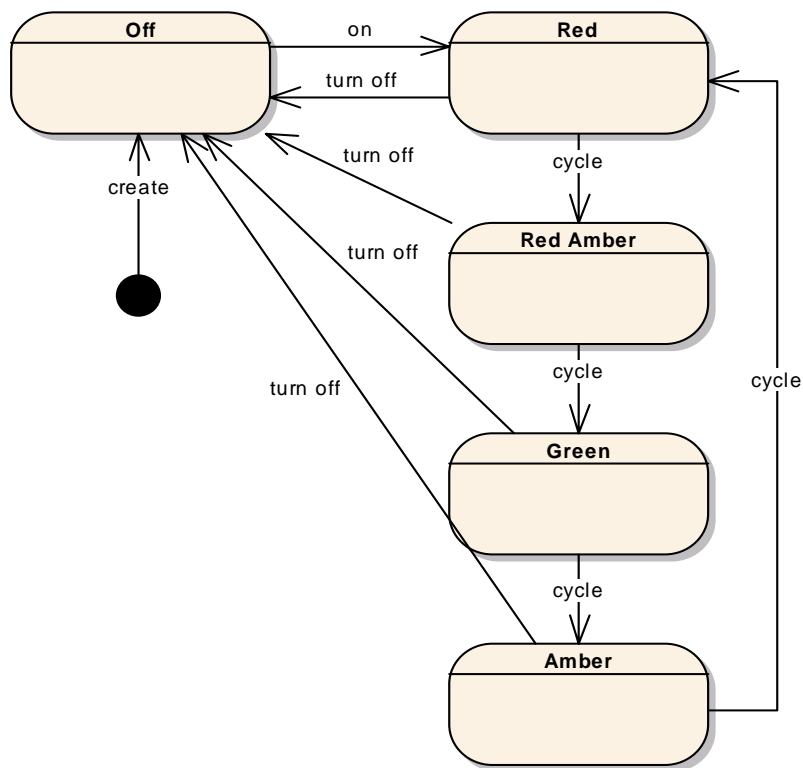 Off
on
Red
turn off
turn off
cycle
create
Red Amber
turn off
cycle
cycle
turn off
Green
cycle
Amber